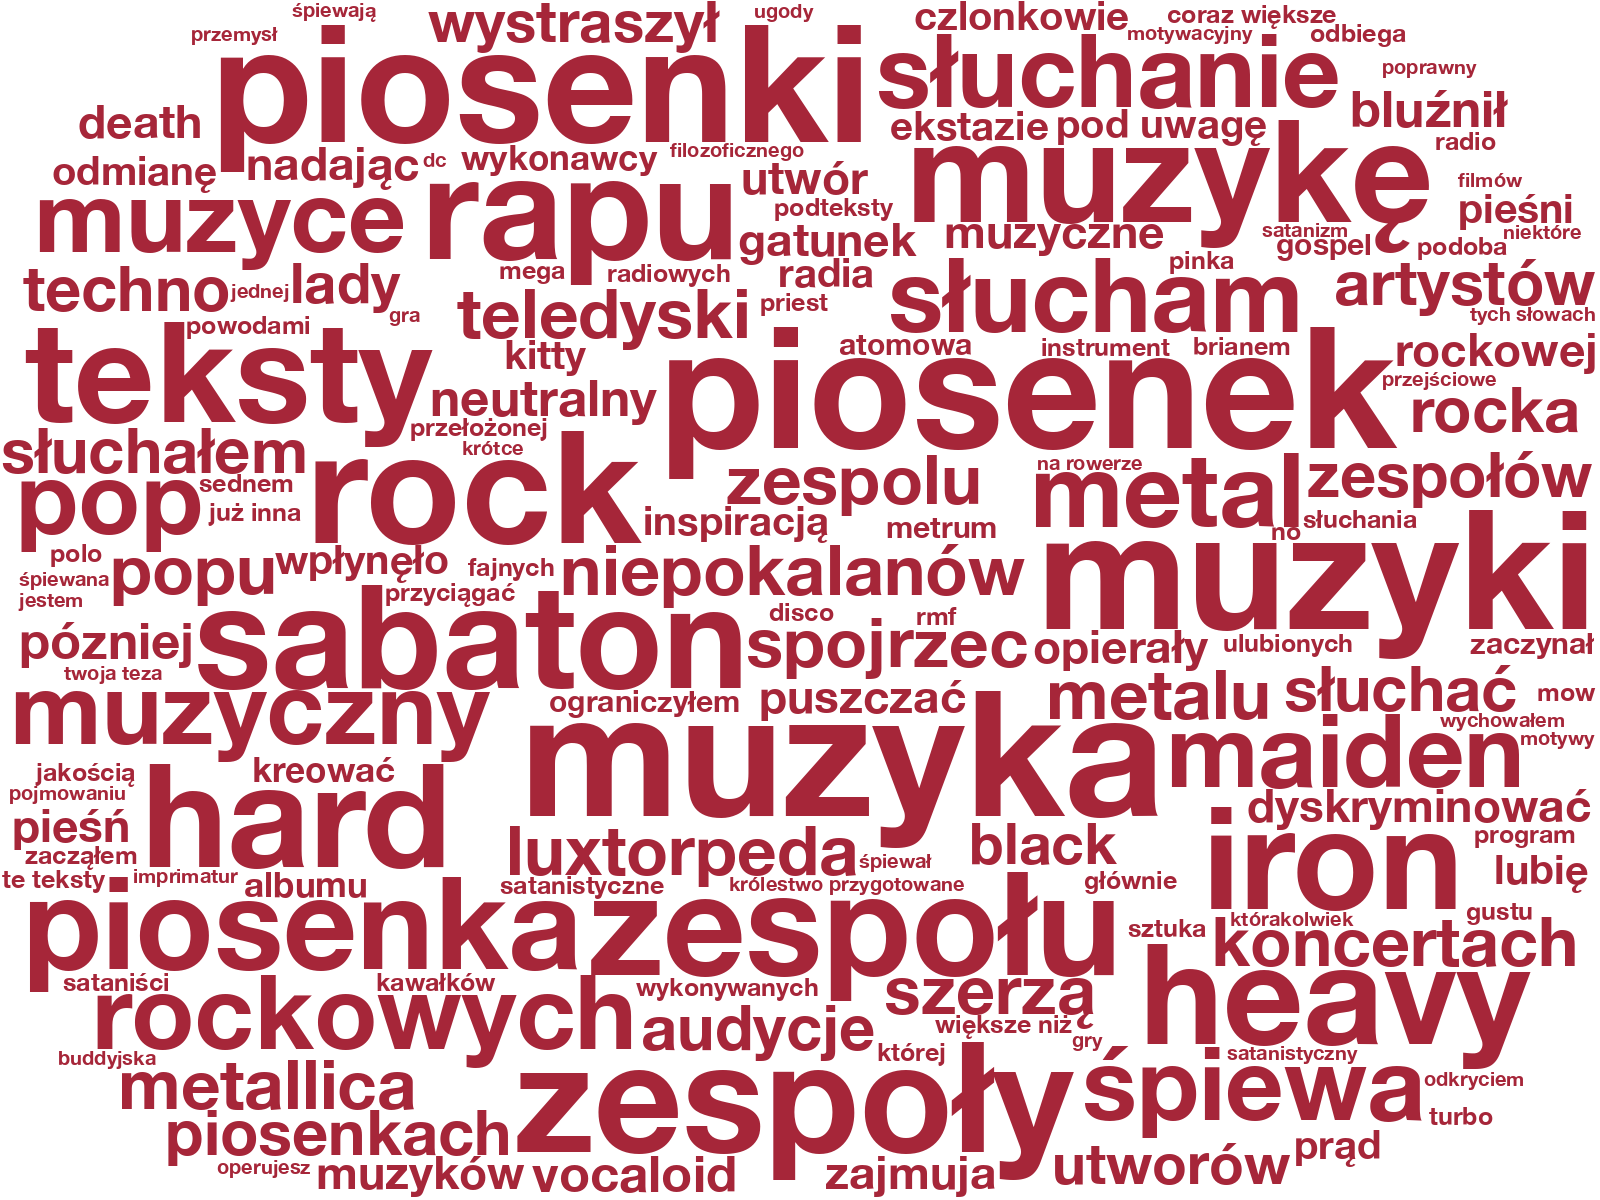 śpiewają
ugody
przemysł
wystraszył
członkowie
coraz większe
motywacyjny
odbiega
piosenki
słuchanie
poprawny
death
ekstazie
pod uwagę
bluźnił
radio
odmianę
nadając
dc
wykonawcy
filozoficznego
muzykę
utwór
filmów
muzyce
rapu
podteksty
pieśni
gatunek
muzyczne
satanizm
gospel
niektóre
podoba
techno
jednej
lady
mega
radiowych
radia
pinka
artystów
gra
teledyski
priest
słucham
tych słowach
powodami
teksty
kitty
atomowa
instrument
brianem
rockowej
neutralny
piosenek
przejściowe
rocka
przełożonej
krótce
słuchałem
rock
zespolu
na rowerze
metal
zespołów
pop
sednem
już inna
inspiracją
metrum
no
słuchania
muzyki
polo
popu
wpłynęło
fajnych
niepokalanów
śpiewana
jestem
przyciągać
disco
rmf
pózniej
sabaton
spojrzec
opierały
ulubionych
zaczynał
twoja teza
muzyczny
ograniczyłem
puszczać
metalu
słuchać
mow
wychowałem
motywy
muzyka
maiden
jakością
kreować
pojmowaniu
hard
dyskryminować
pieśń
luxtorpeda
black
iron
program
zacząłem
śpiewał
te teksty
imprimatur
albumu
satanistyczne
królestwo przygotowane
głównie
lubię
piosenka
zespołu
sztuka
którakolwiek
gustu
koncertach
sataniści
kawałków
wykonywanych
szerzą
heavy
rockowych
audycje
większe niż
gry
buddyjska
której
satanistyczny
metallica
zespoły
śpiewa
odkryciem
turbo
piosenkach
prąd
operujesz
muzyków
vocaloid
zajmuja
utworów